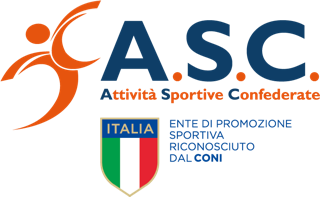 A.S.C.
Attività Sportive Confederate
ITALIA
ENTE DI PROMOZIONE
SPORTIVA
RICONOSCIUTO
DAL CONI